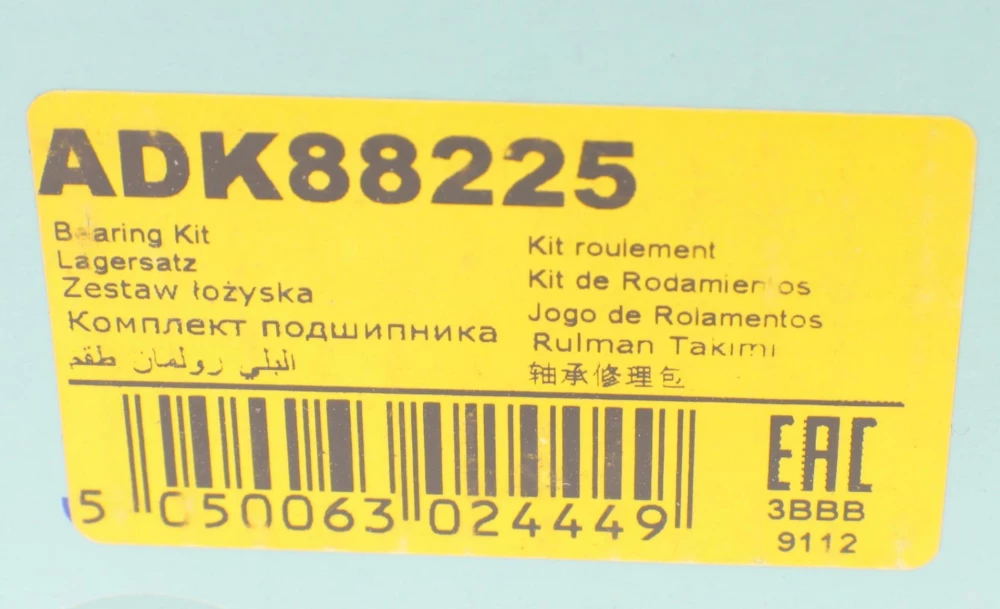 ADK88225
Bearing Kit
Lagersatz
Zestaw łożyska
Комплект подшипника
البلي رولمان طقم
Kit roulement
Kit de Rodamientos
Jogo de Rolamentos
Rulman Takimi
轴承修理包
5 050063 024449
EAC
3BBB
9112